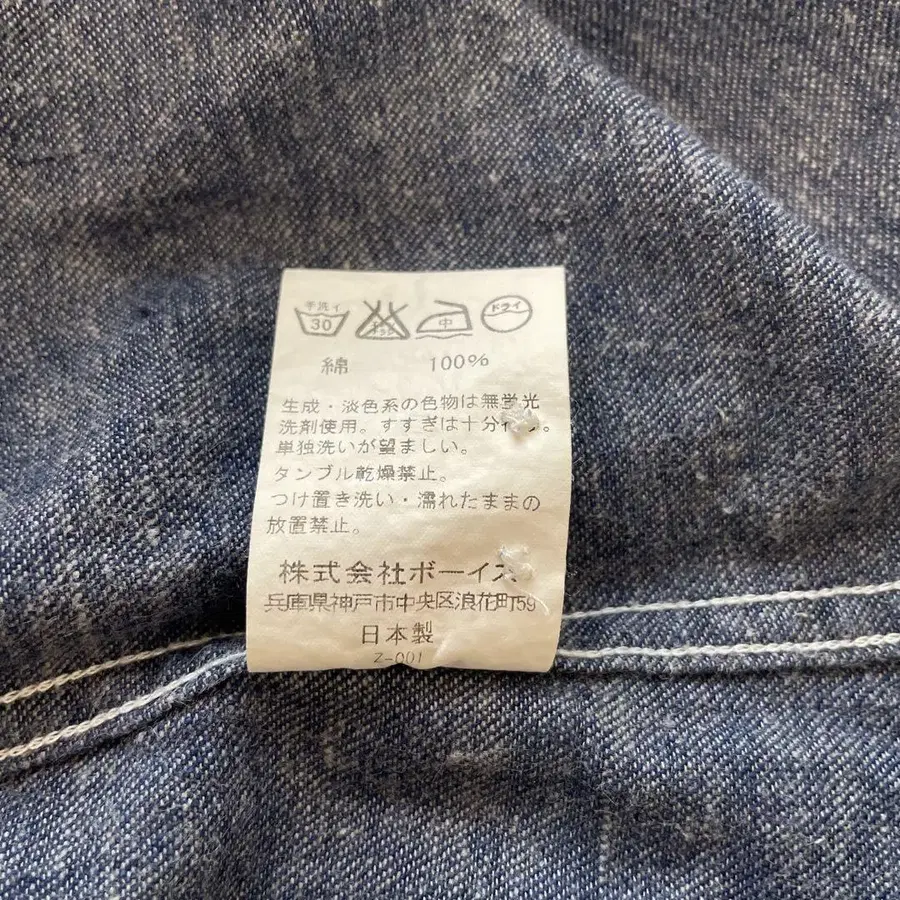 手洗イ 30 中 ドライ
綿 100%
生成・淡色系の色物は無蛍光
洗剤使用。すすぎは十分行う。
単独洗いが望ましい。
タンブル乾燥禁止。
つけ置き洗い・濡れたままの
放置禁止。
株式会社ボーイズ
兵庫県神戸市中央区浪花町59
日本製
Z-001